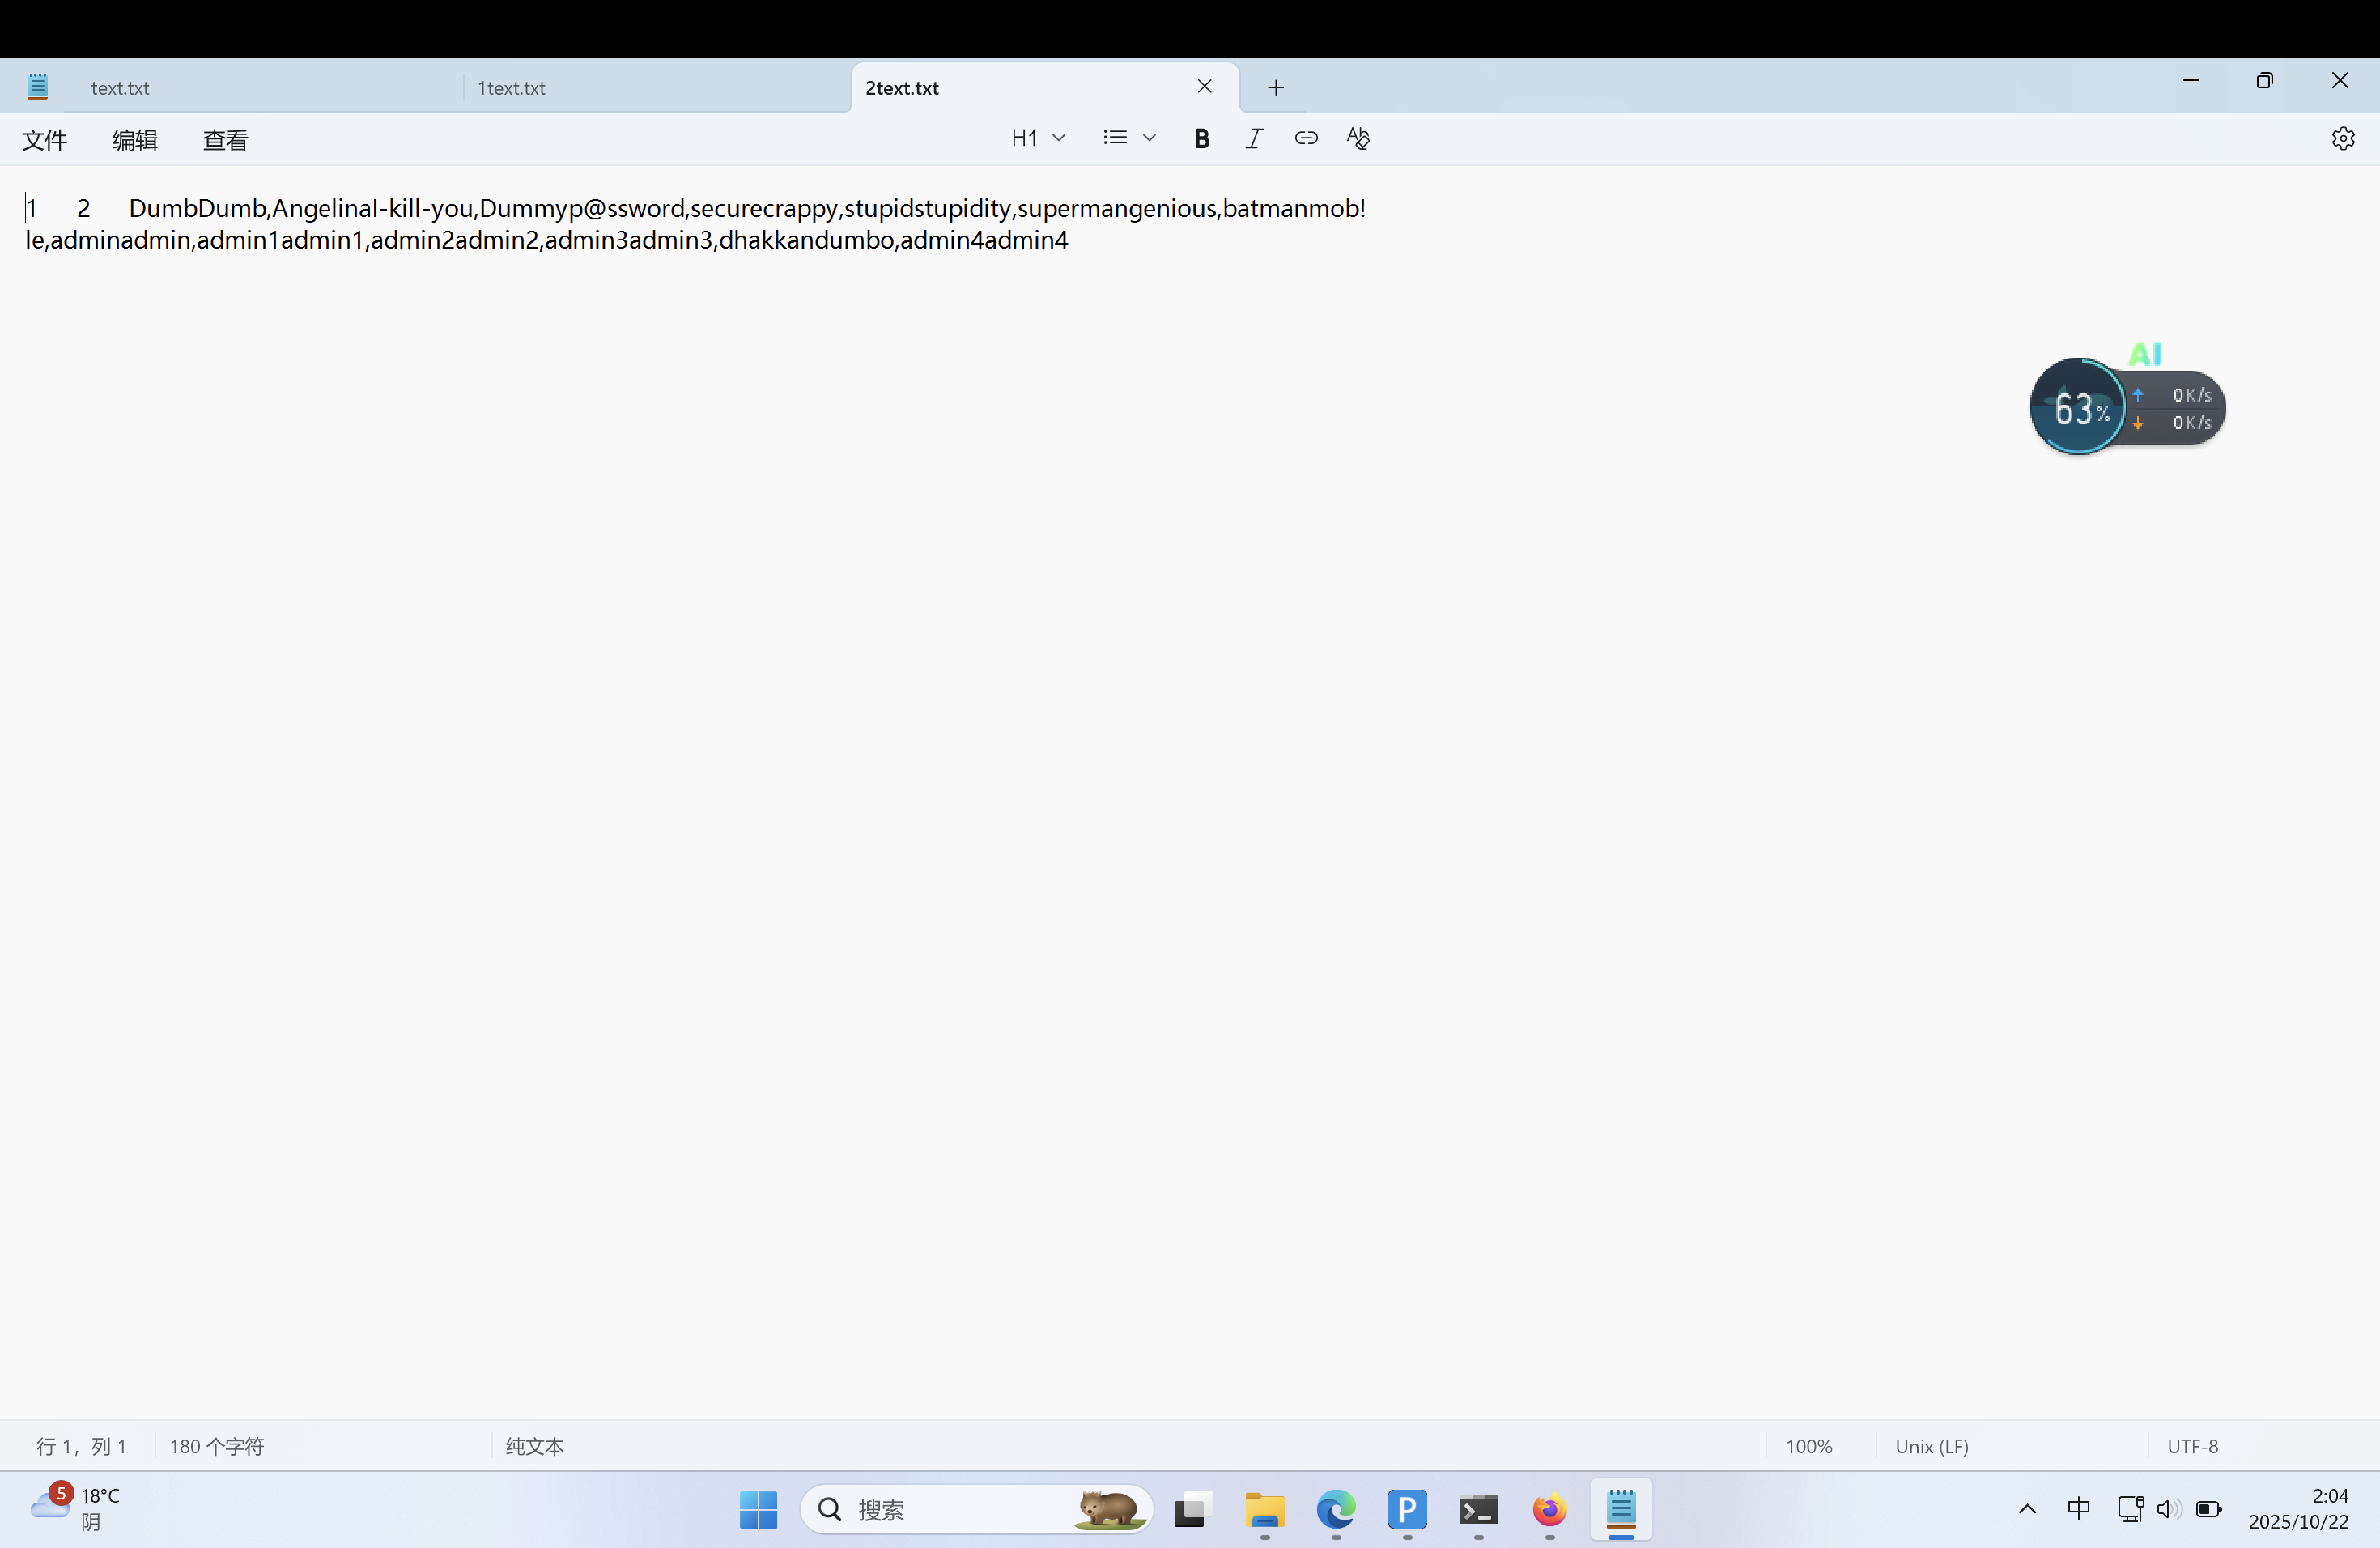 text.txt 1text.txt 2text.txt
文件 编辑 查看 H1 B I
1 2 DumbDumb,AngelinaI-kill-you,Dummyp@ssword,securecrappy,stupidstupidity,supermangenious,batmanmob!
le,adminadmin,admin1admin1,admin2admin2,admin3admin3,dhakkandumbo,admin4admin4
AI
63%
0K/s
0K/s
行 1，列 1 180 个字符 纯文本 100% Unix (LF) UTF-8
5 18°C
阴
搜索
P
中
2:04
2025/10/22